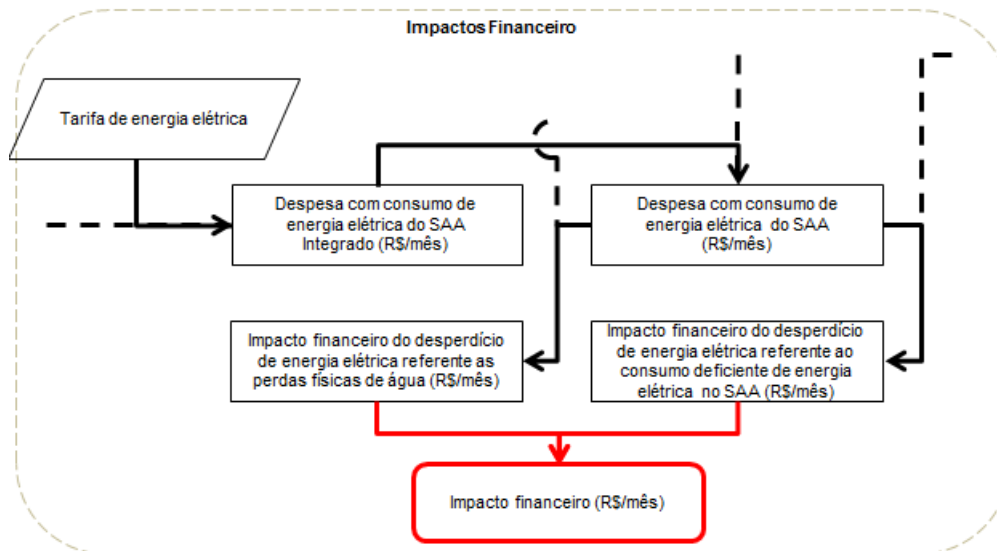 Impactos Financeiro
Tarifa de energia elétrica
Despesa com consumo de
energia elétrica do SAA
Integrado (R$/mês)
Despesa com consumo de
energia elétrica do SAA
(R$/mês)
Impacto financeiro do desperdício
de energia elétrica referente as
perdas físicas de água (R$/mês)
Impacto financeiro do desperdício
de energia elétrica referente ao
consumo deficiente de energia
elétrica no SAA (R$/mês)
Impacto financeiro (R$/mês)